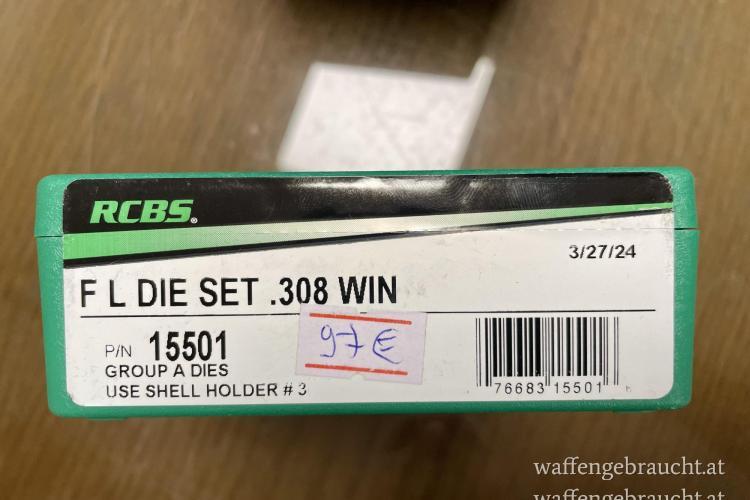 RCBS.
3/27/24
F L DIE SET .308 WIN
P/N 15501
GROUP A DIES
USE SHELL HOLDER # 3
97€
76683 15501
waffengebraucht.at
waffengebraucht.at